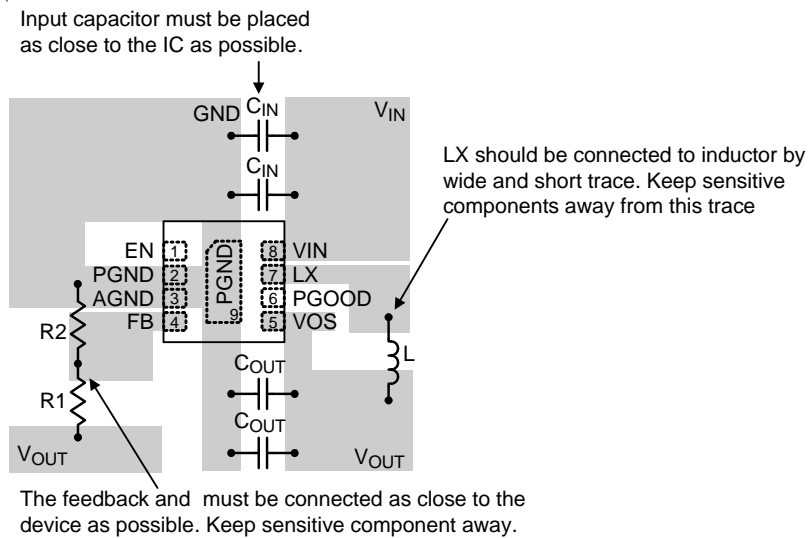 Input capacitor must be placed
as close to the IC as possible.
GND
CIN
VIN
CIN
LX should be connected to inductor by
wide and short trace. Keep sensitive
components away from this trace
EN 1
PGND 2
AGND 3
FB 4
PGND
9
8 VIN
7 LX
6 PGOOD
5 VOS
R2
R1
L
COUT
COUT
VOUT
VOUT
The feedback and  must be connected as close to the
device as possible. Keep sensitive component away.